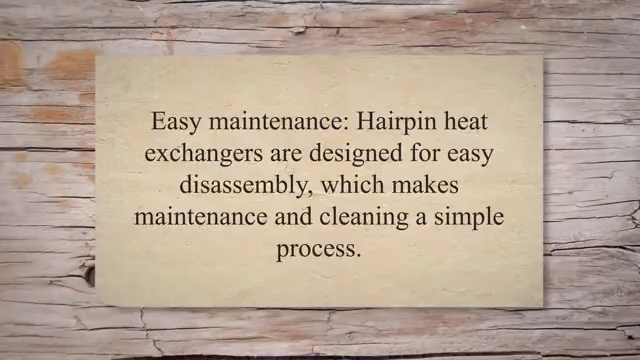 Easy maintenance: Hairpin heat
exchangers are designed for easy
disassembly, which makes
maintenance and cleaning a simple
process.